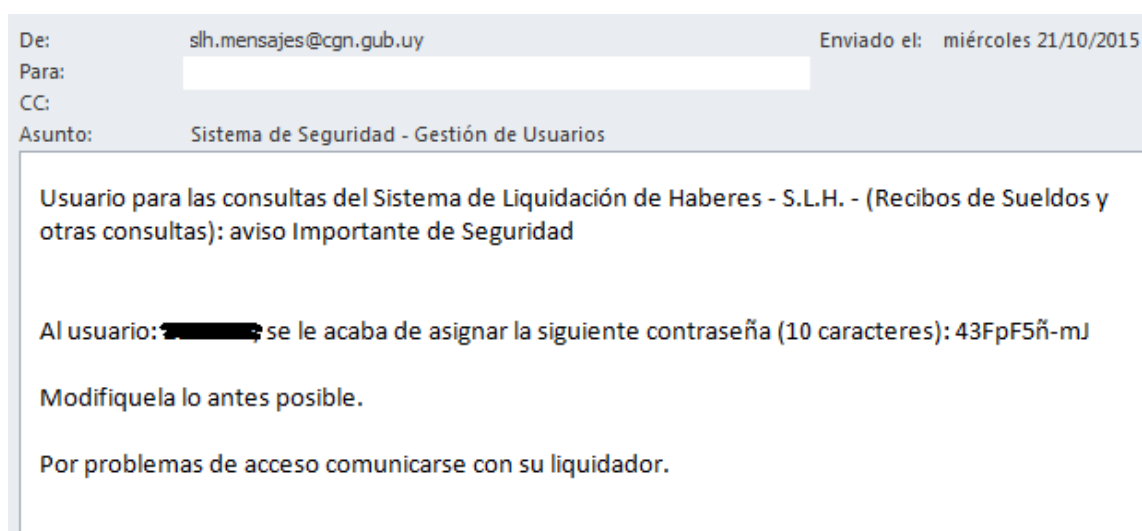 De: slh.mensajes@cgn.gub.uy Enviado el: miércoles 21/10/2015
Para:
CC:
Asunto: Sistema de Seguridad - Gestión de Usuarios
Usuario para las consultas del Sistema de Liquidación de Haberes - S.L.H. - (Recibos de Sueldos y
otras consultas): aviso Importante de Seguridad
Al usuario: se le acaba de asignar la siguiente contraseña (10 caracteres): 43FpF5ñ-mJ
Modifiquela lo antes posible.
Por problemas de acceso comunicarse con su liquidador.